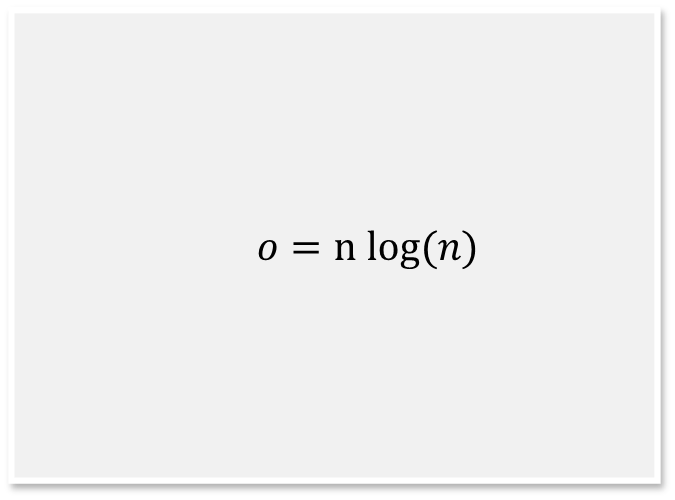 o = n log(n)